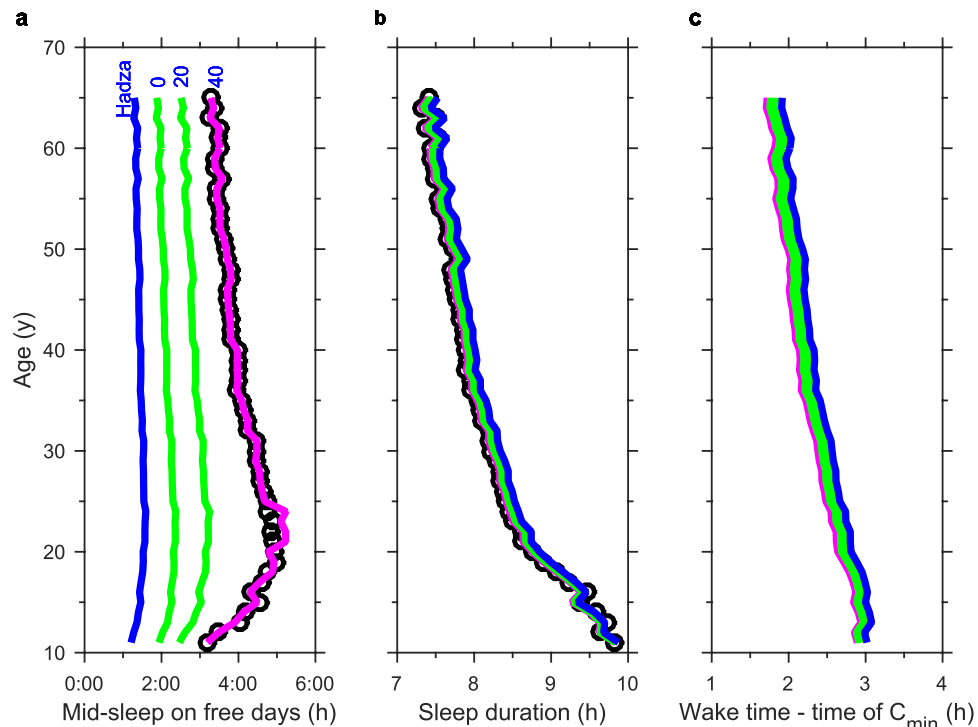 a
b
c
70
60
50
40
30
20
10
Age (y)
Hadza
0
20
40
0:00
2:00
4:00
6:00
Mid-sleep on free days (h)
7
8
9
10
Sleep duration (h)
1
2
3
4
Wake time - time of Cmin (h)